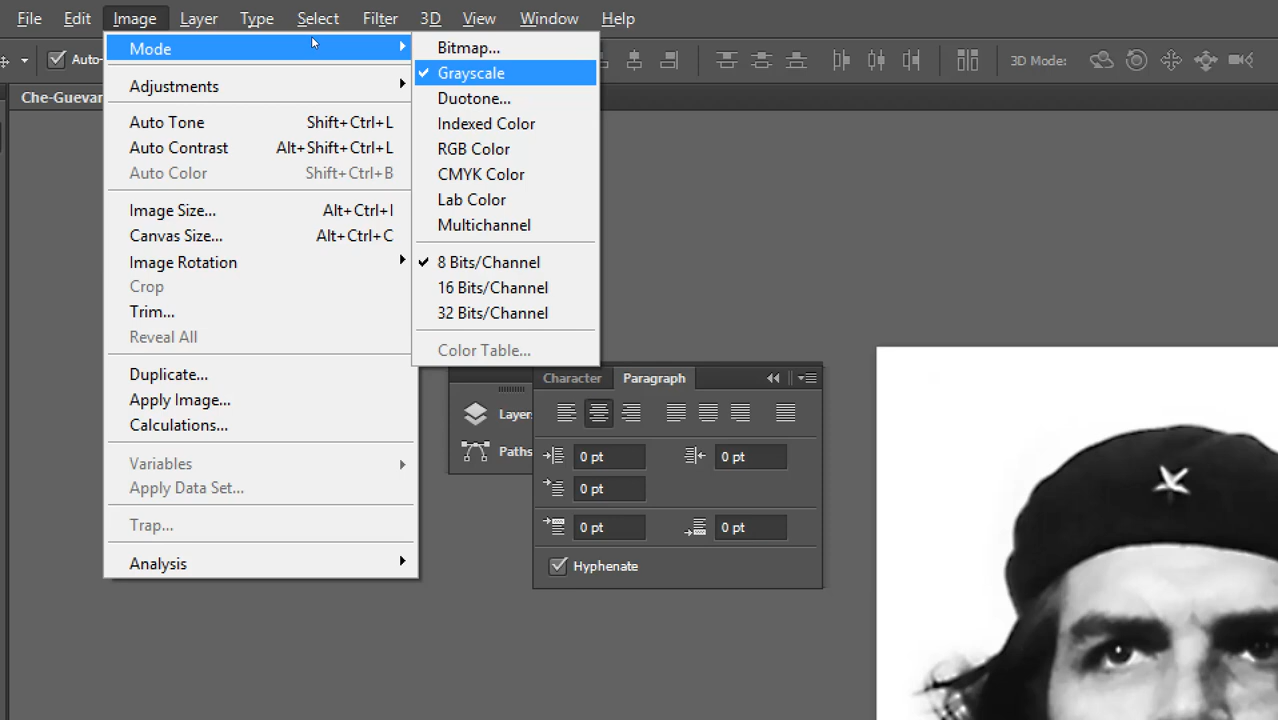 File Edit Image Layer Type Select Filter 3D View Window Help
Auto-
3D Mode:
Che-Guevar
Mode
Adjustments
Auto Tone Shift+Ctrl+L
Auto Contrast Alt+Shift+Ctrl+L
Auto Color Shift+Ctrl+B
Image Size... Alt+Ctrl+I
Canvas Size... Alt+Ctrl+C
Image Rotation
Crop
Trim...
Reveal All
Duplicate...
Apply Image...
Calculations...
Variables
Apply Data Set...
Trap...
Analysis
Bitmap...
Grayscale
Duotone...
Indexed Color
RGB Color
CMYK Color
Lab Color
Multichannel
8 Bits/Channel
16 Bits/Channel
32 Bits/Channel
Color Table...
Layer
Paths
Character Paragraph
0 pt 0 pt
0 pt
0 pt 0 pt
Hyphenate